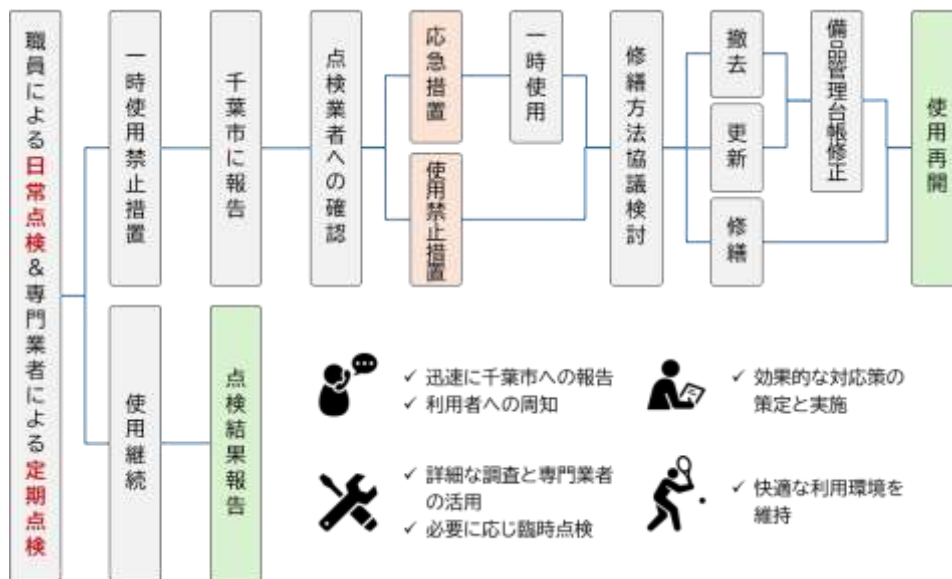 職員による日常点検&専門業者による定期点検
一時使用禁止措置
千葉市に報告
点検業者への確認
応急措置
一時使用
使用禁止措置
修繕方法協議検討
撤去
更新
修繕
備品管理台帳修正
使用再開
使用継続
点検結果報告
✓ 迅速に千葉市への報告
✓ 利用者への周知
✓ 効果的な対応策の
策定と実施
✓ 詳細な調査と専門業者
の活用
✓ 必要に応じ臨時点検
✓ 快適な利用環境を
維持